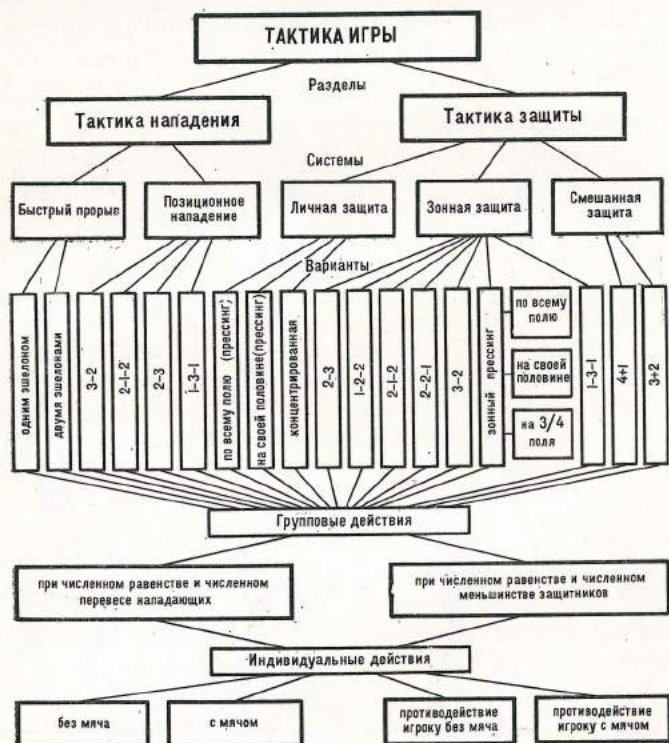 ТАКТИКА ИГРЫ
Разделы
Тактика нападения
Тактика защиты
Системы
Быстрый прорыв
Позиционное
нападение
Личная защита
Зонная защита
Смешанная
защита
Варианты
одним эшелоном
двумя эшелонами
3-2
2-1-2
2-3
1-3-1
по всему полю (прессинг)
на своей половине(прессинг)
концентрированная
2-3
1-2-2
2-1-2
2-2-1
3-2
зонный прессинг
по всему
полю
на своей
половине
на 3/4
поля
1-3-1
4+1
3+2
Групповые действия
при численном равенстве и численном
перевесе нападающих
при численном равенстве и численном
меньшинстве защитников
Индивидуальные действия
без мяча
с мячом
противодействие
игроку без мяча
противодействие
игроку с мячом